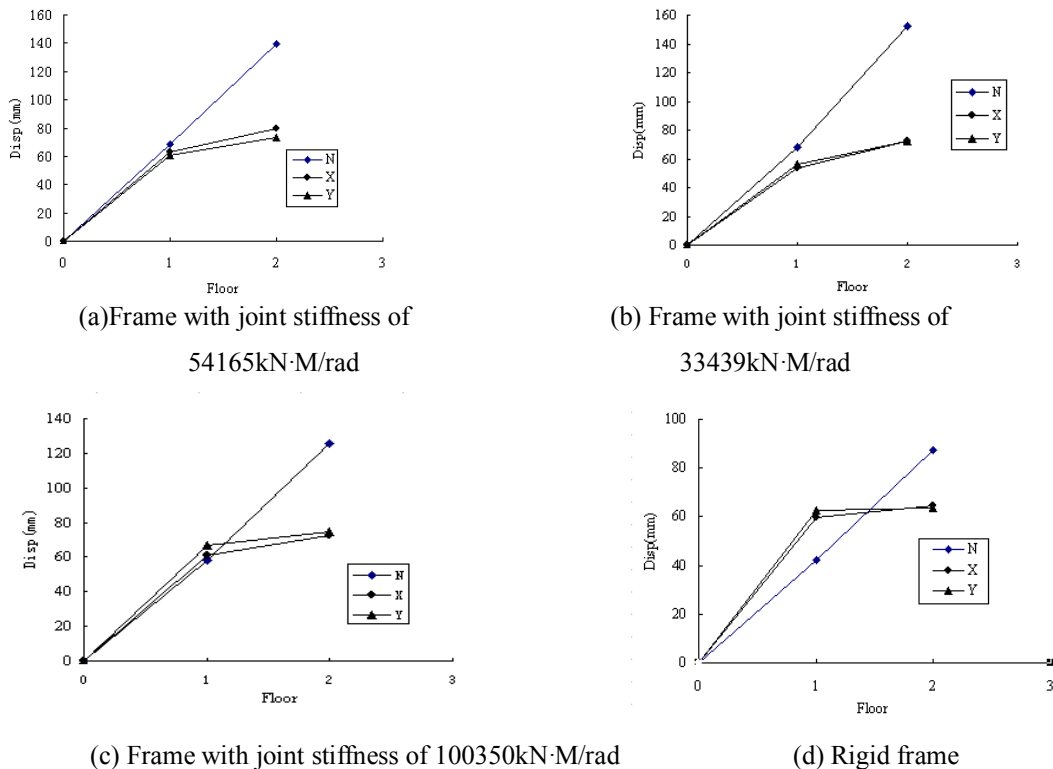 160
140
120
100
80
60
40
20
0
Disp(mm)
0 1 2 3
Floor
N
X
Y
(a)Frame with joint stiffness of
54165kN·M/rad
160
140
120
100
80
60
40
20
0
Disp(mm)
0 1 2 3
Floor
N
X
Y
(b) Frame with joint stiffness of
33439kN·M/rad
140
120
100
80
60
40
20
0
Disp(mm)
0 1 2 3
Floor
N
X
Y
(c) Frame with joint stiffness of 100350kN·M/rad
100
80
60
40
20
0
Disp(mm)
0 1 2 3
Floor
N
X
Y
(d) Rigid frame